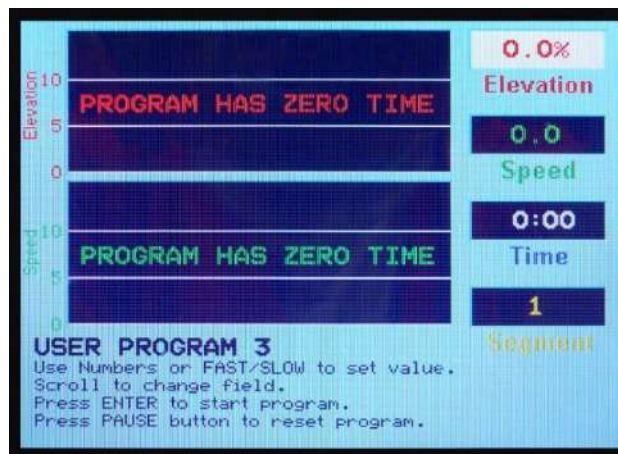 Elevation
10
5
0
PROGRAM HAS ZERO TIME
Speed
10
5
0
PROGRAM HAS ZERO TIME
0.0%
Elevation
0.0
Speed
0:00
Time
1
Segment
USER PROGRAM 3
Use Numbers or FAST/SLOW to set value.
Scroll to change field.
Press ENTER to start program.
Press PAUSE button to reset program.